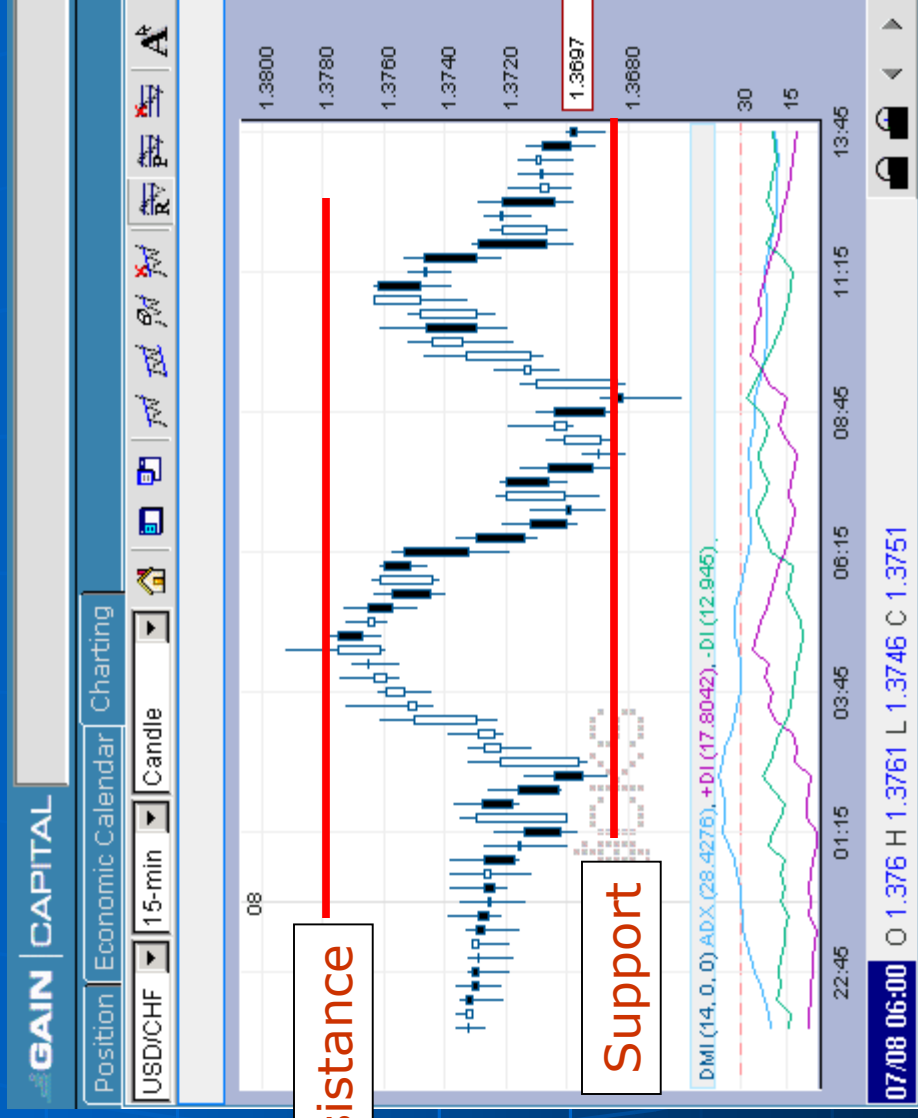 GAIN | CAPITAL
Position Economic Calendar Charting
USD/CHF 15-min Candle
R P A
08
1.3800
1.3780
1.3760
1.3740
1.3720
1.3697
1.3680
istance
Support
DMI (14, 0, 0) ADX (28.4276), +DI (17.8042), -DI (12.945),
30
15
22:45 01:15 03:45 06:15 08:45 11:15 13:45
07/08 06:00 O 1.376 H 1.3761 L 1.3746 C 1.3751